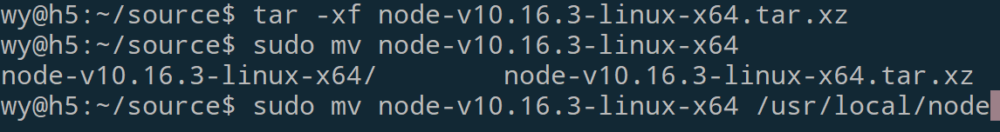 wy@h5:~/source$ tar -xf node-v10.16.3-linux-x64.tar.xz
wy@h5:~/source$ sudo mv node-v10.16.3-linux-x64
node-v10.16.3-linux-x64/        node-v10.16.3-linux-x64.tar.xz
wy@h5:~/source$ sudo mv node-v10.16.3-linux-x64 /usr/local/node